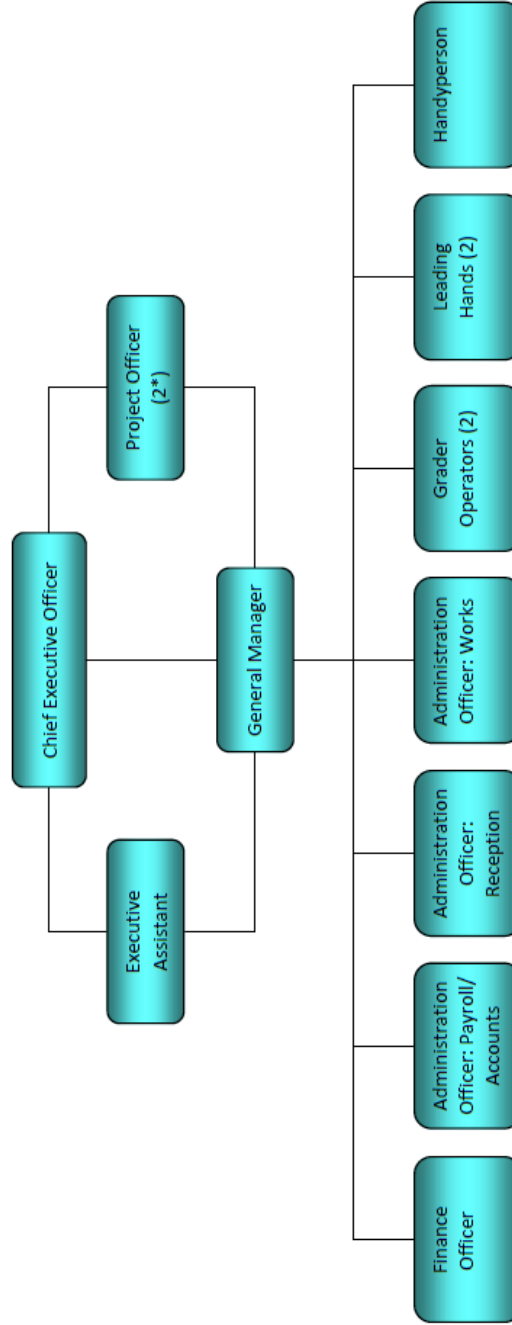 Chief Executive Officer
Executive
Assistant
Project Officer
(2*)
General Manager
Finance
Officer
Administration
Officer: Payroll/
Accounts
Administration
Officer:
Reception
Administration
Officer: Works
Grader
Operators (2)
Leading
Hands (2)
Handyperson